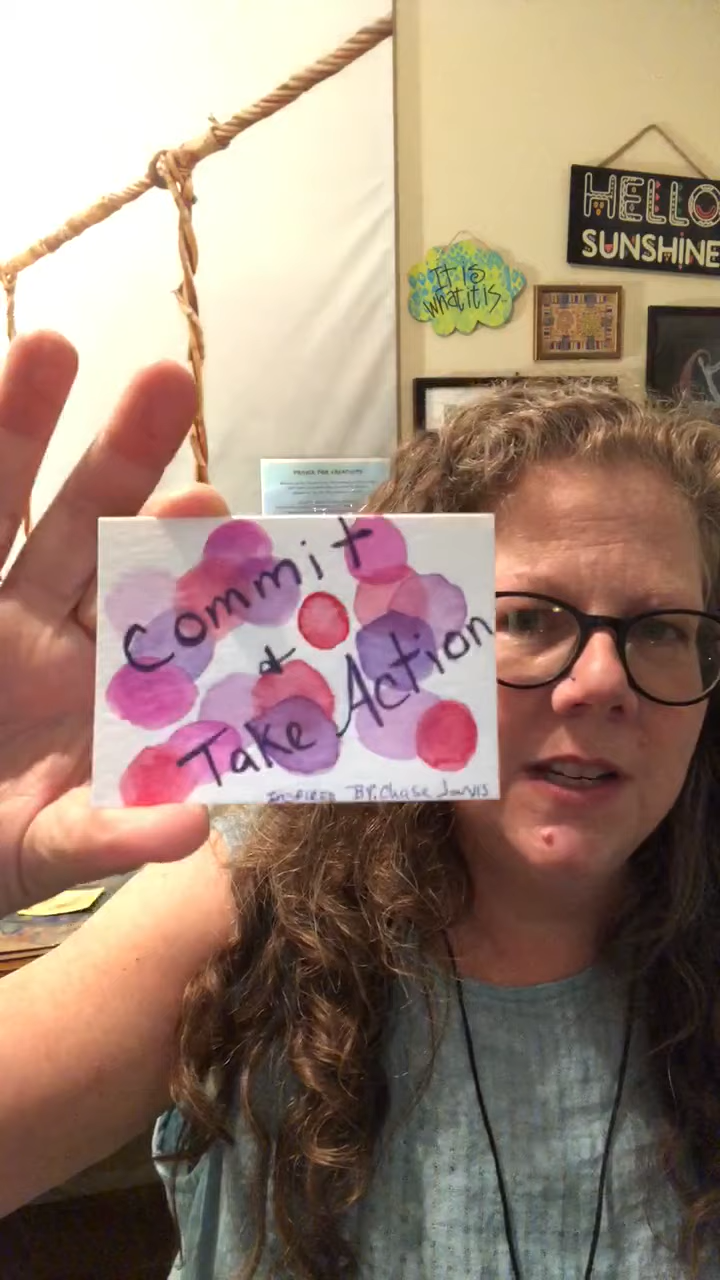 HELLO
SUNSHINE
IT IS
what it is
Commit
&
Take Action
INSPIRED BY: Chase Jarvis